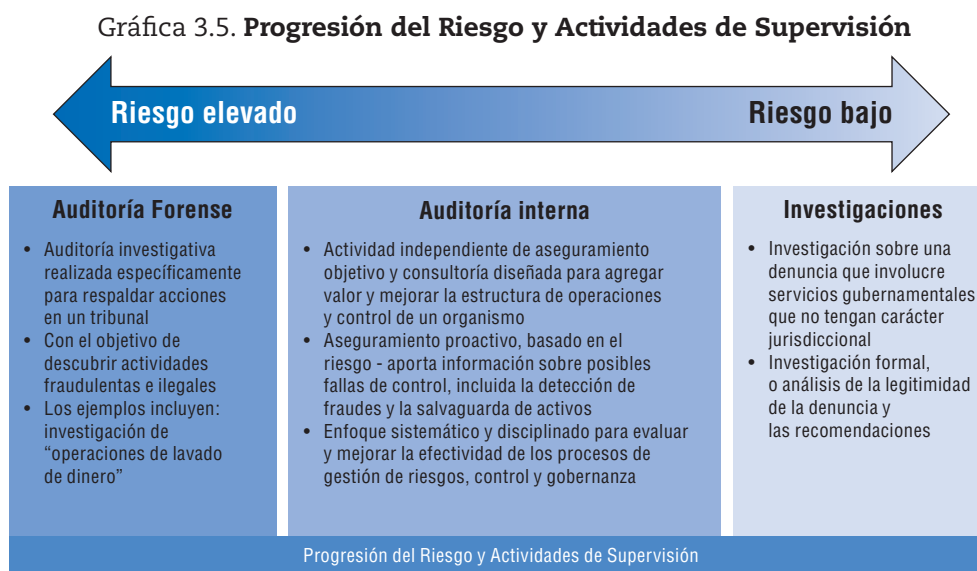 Gráfica 3.5. Progresión del Riesgo y Actividades de Supervisión
Riesgo elevado
Riesgo bajo
Auditoría Forense
• Auditoría investigativa
realizada específicamente
para respaldar acciones
en un tribunal
• Con el objetivo de
descubrir actividades
fraudulentas e ilegales
• Los ejemplos incluyen:
investigación de
“operaciones de lavado
de dinero”
Auditoría interna
• Actividad independiente de aseguramiento
objetivo y consultoría diseñada para agregar
valor y mejorar la estructura de operaciones
y control de un organismo
• Aseguramiento proactivo, basado en el
riesgo - aporta información sobre posibles
fallas de control, incluida la detección de
fraudes y la salvaguarda de activos
• Enfoque sistemático y disciplinado para evaluar
y mejorar la efectividad de los procesos de
gestión de riesgos, control y gobernanza
Investigaciones
• Investigación sobre una
denuncia que involucre
servicios gubernamentales
que no tengan carácter
jurisdiccional
• Investigación formal,
o análisis de la legitimidad
de la denuncia y
las recomendaciones
Progresión del Riesgo y Actividades de Supervisión